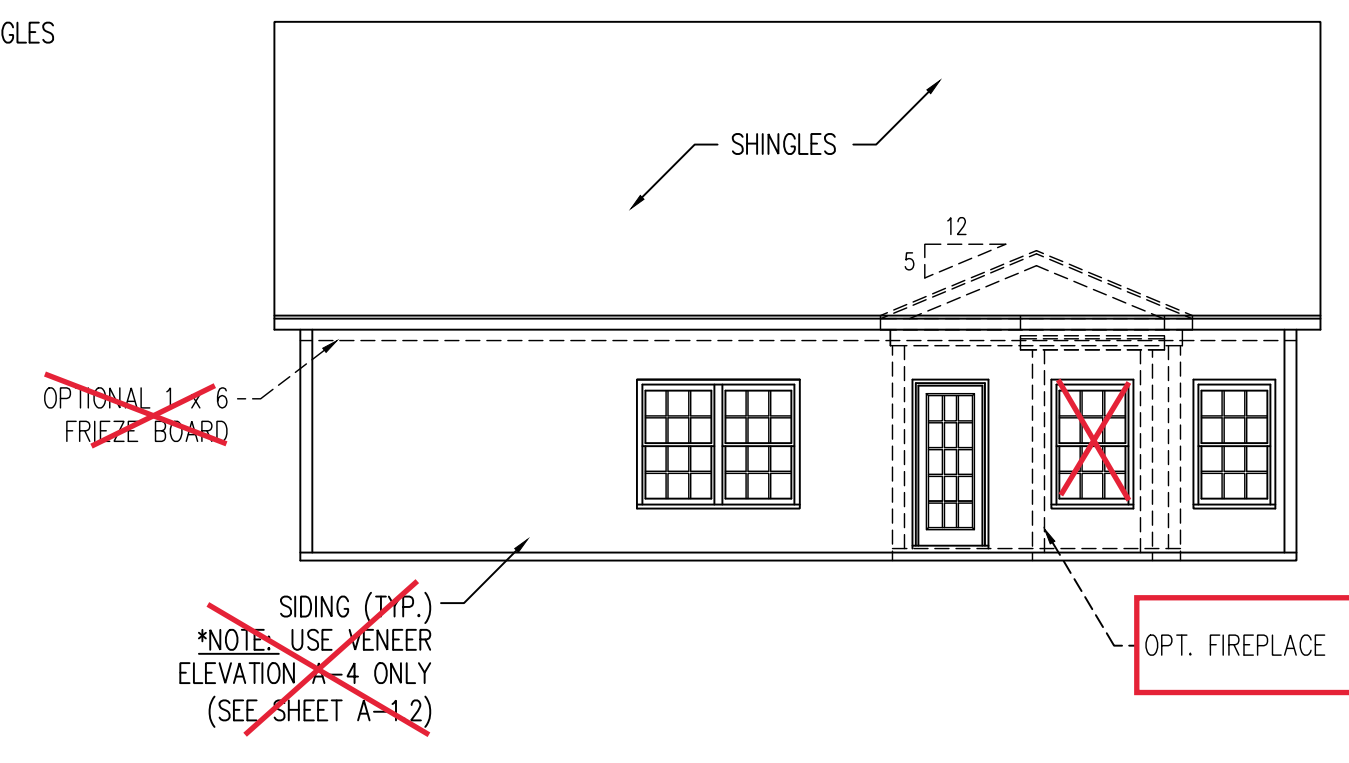 GLES
SHINGLES
12
5
OPTIONAL 1 x 6
FRIEZE BOARD
SIDING (TYP.)
*NOTE: USE VENEER
ELEVATION A-4 ONLY
(SEE SHEET A-1.2)
OPT. FIREPLACE